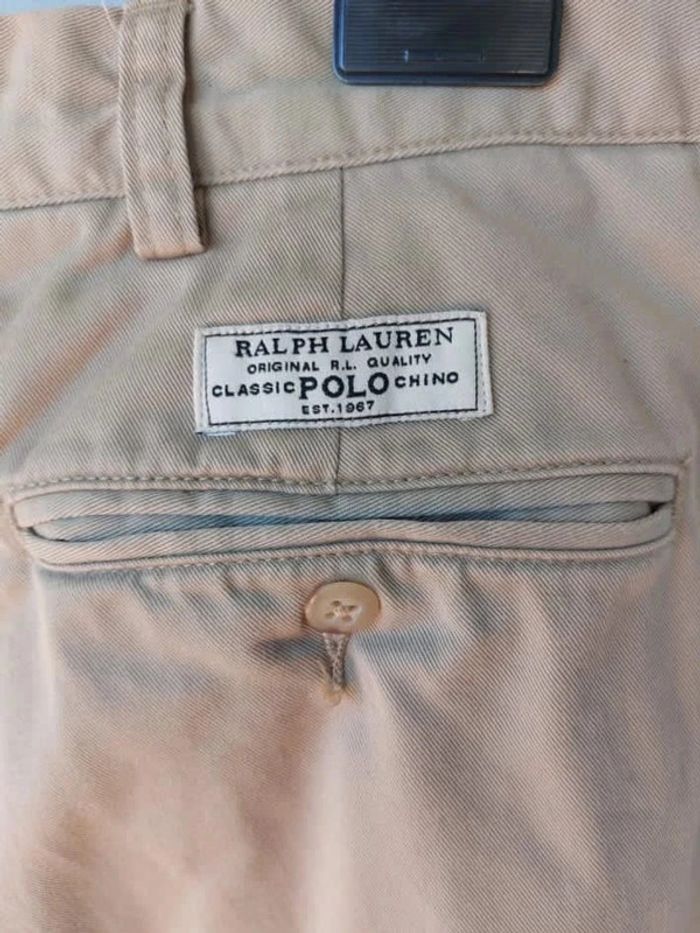 RALPH LAUREN
ORIGINAL R.L. QUALITY
CLASSIC POLO CHINO
EST. 1967